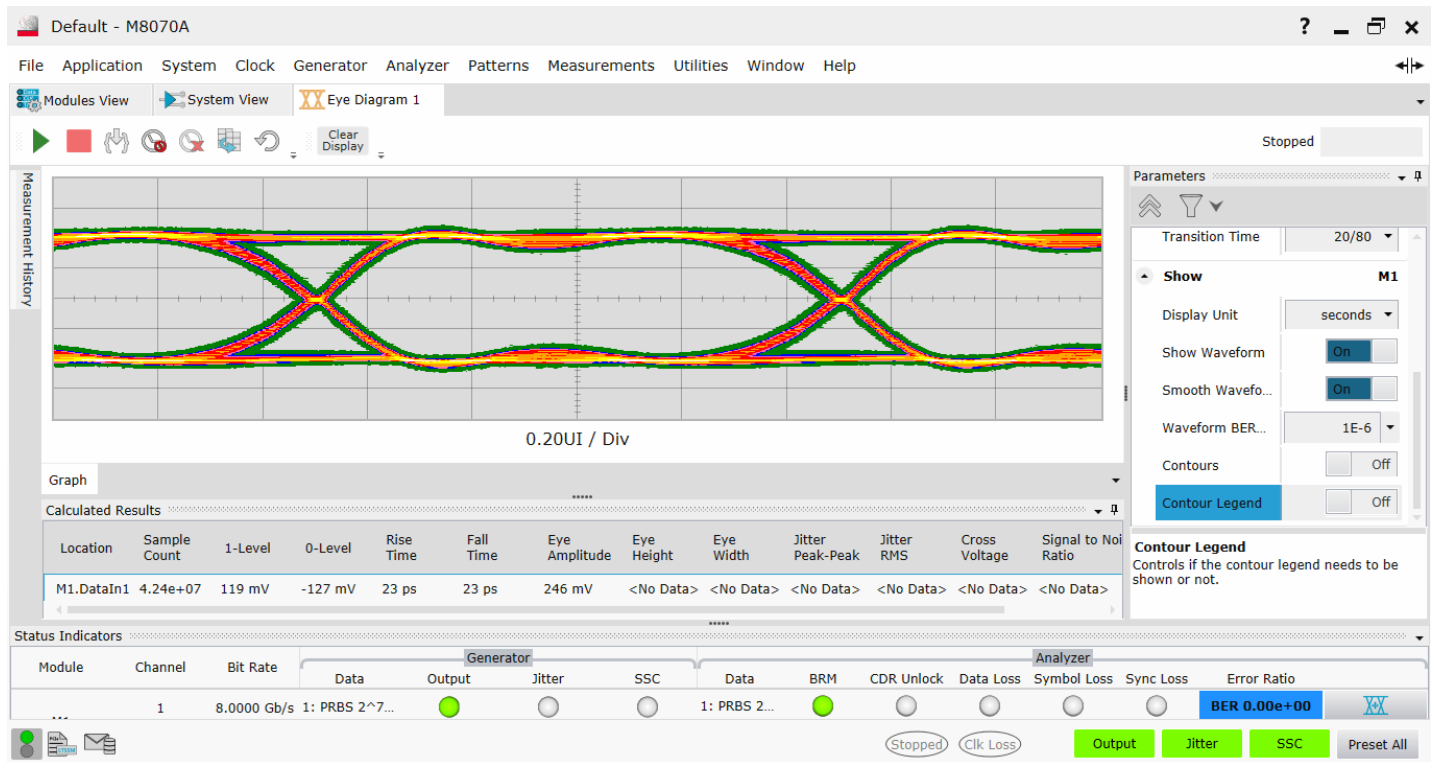 Default - M8070A
?
File Application System Clock Generator Analyzer Patterns Measurements Utilities Window Help
Modules View System View Eye Diagram 1
Clear
Display
Stopped
Measurement History
0.20UI / Div
Graph
Parameters
Transition Time 20/80
Show M1
Display Unit seconds
Show Waveform On
Smooth Wavefo... On
Waveform BER... 1E-6
Contours Off
Contour Legend Off
Contour Legend
Controls if the contour legend needs to be
shown or not.
Calculated Results
Location Sample Count 1-Level 0-Level Rise Time Fall Time Eye Amplitude Eye Height Eye Width Jitter Peak-Peak Jitter RMS Cross Voltage Signal to Noi Ratio
M1.DataIn1 4.24e+07 119 mV -127 mV 23 ps 23 ps 246 mV <No Data> <No Data> <No Data> <No Data> <No Data> <No Data>
Status Indicators
Generator Analyzer
Module Channel Bit Rate Data Output Jitter SSC Data BRM CDR Unlock Data Loss Symbol Loss Sync Loss Error Ratio
1 8.0000 Gb/s 1: PRBS 2^7... 1: PRBS 2... BER 0.00e+00
Stopped Clk Loss Output Jitter SSC Preset All